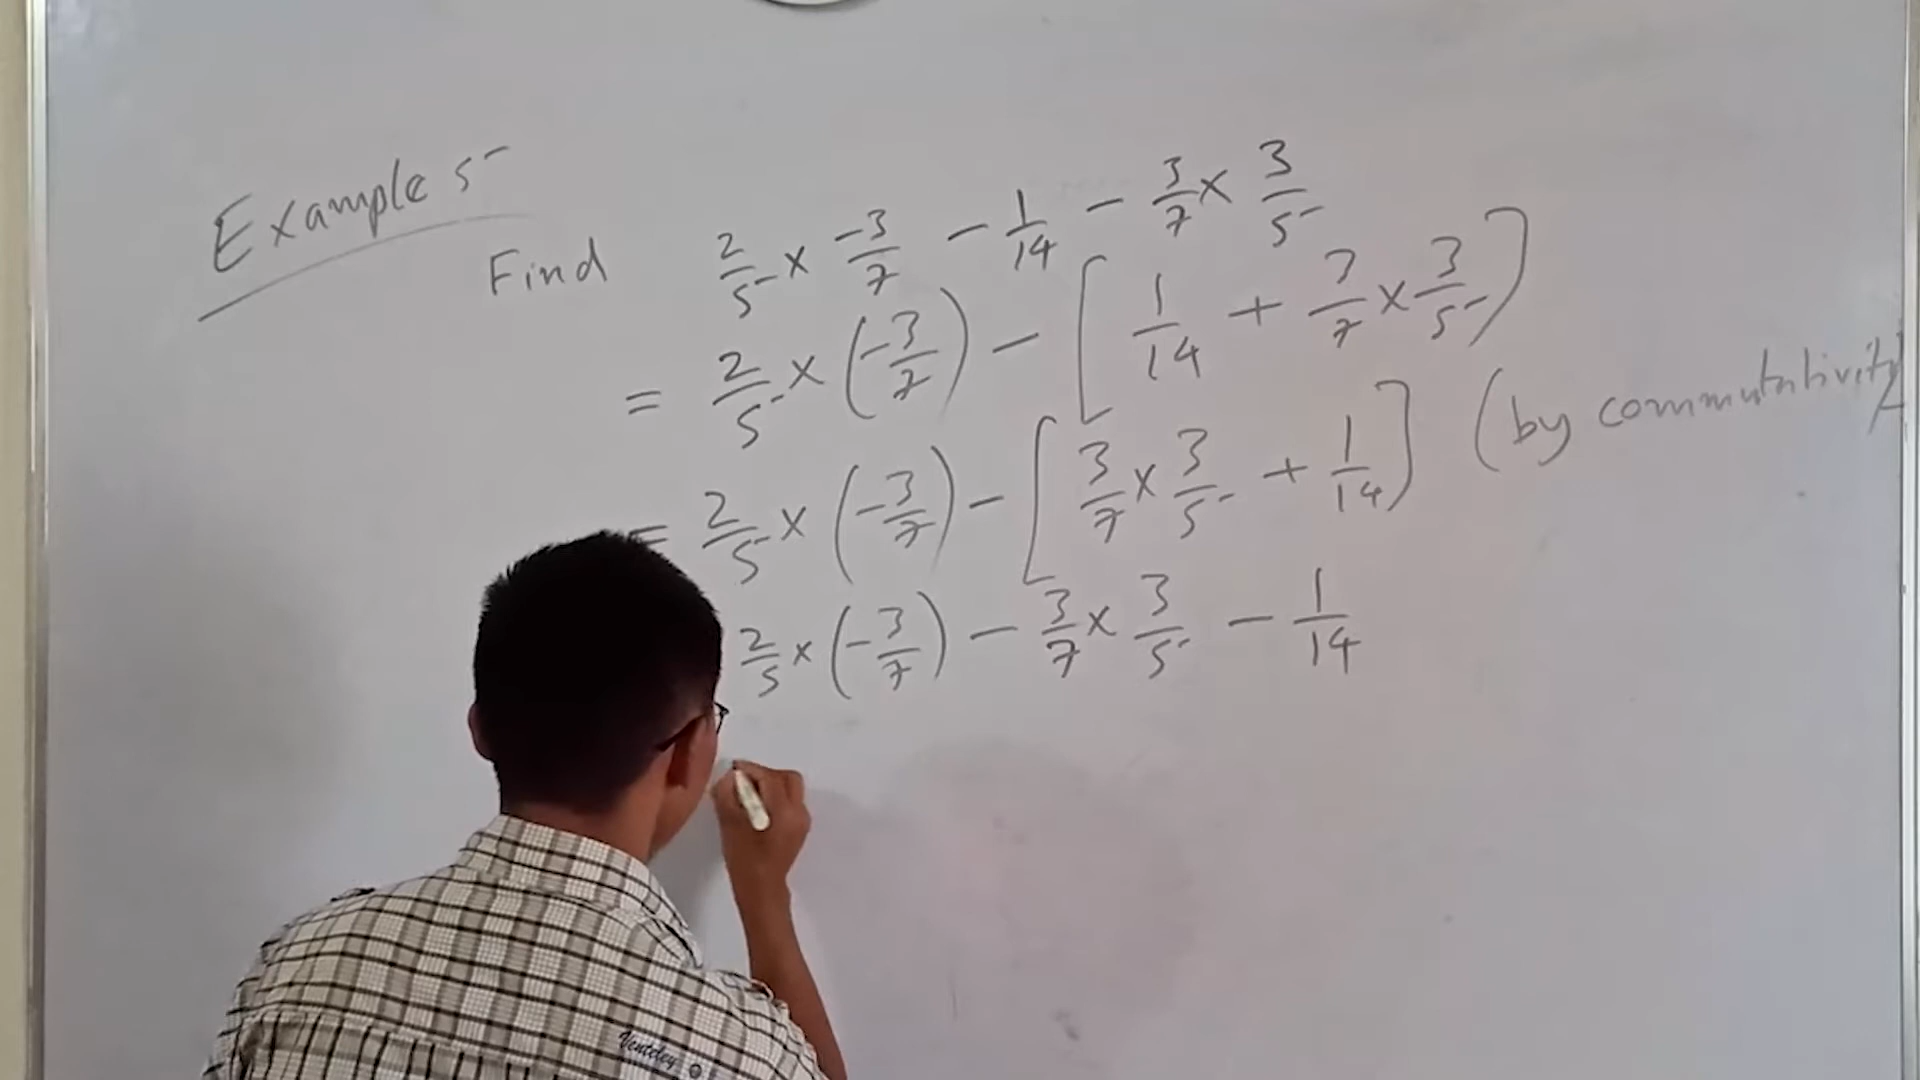 Example 5
Find 2/5 × -3/7 - 1/14 - 3/7 × 3/5
= 2/5 × (-3/7) - [1/14 + 3/7 × 3/5]
= 2/5 × (-3/7) - [3/7 × 3/5 + 1/14] (by commutativity)
2/5 × (-3/7) - 3/7 × 3/5 - 1/14
Venteley